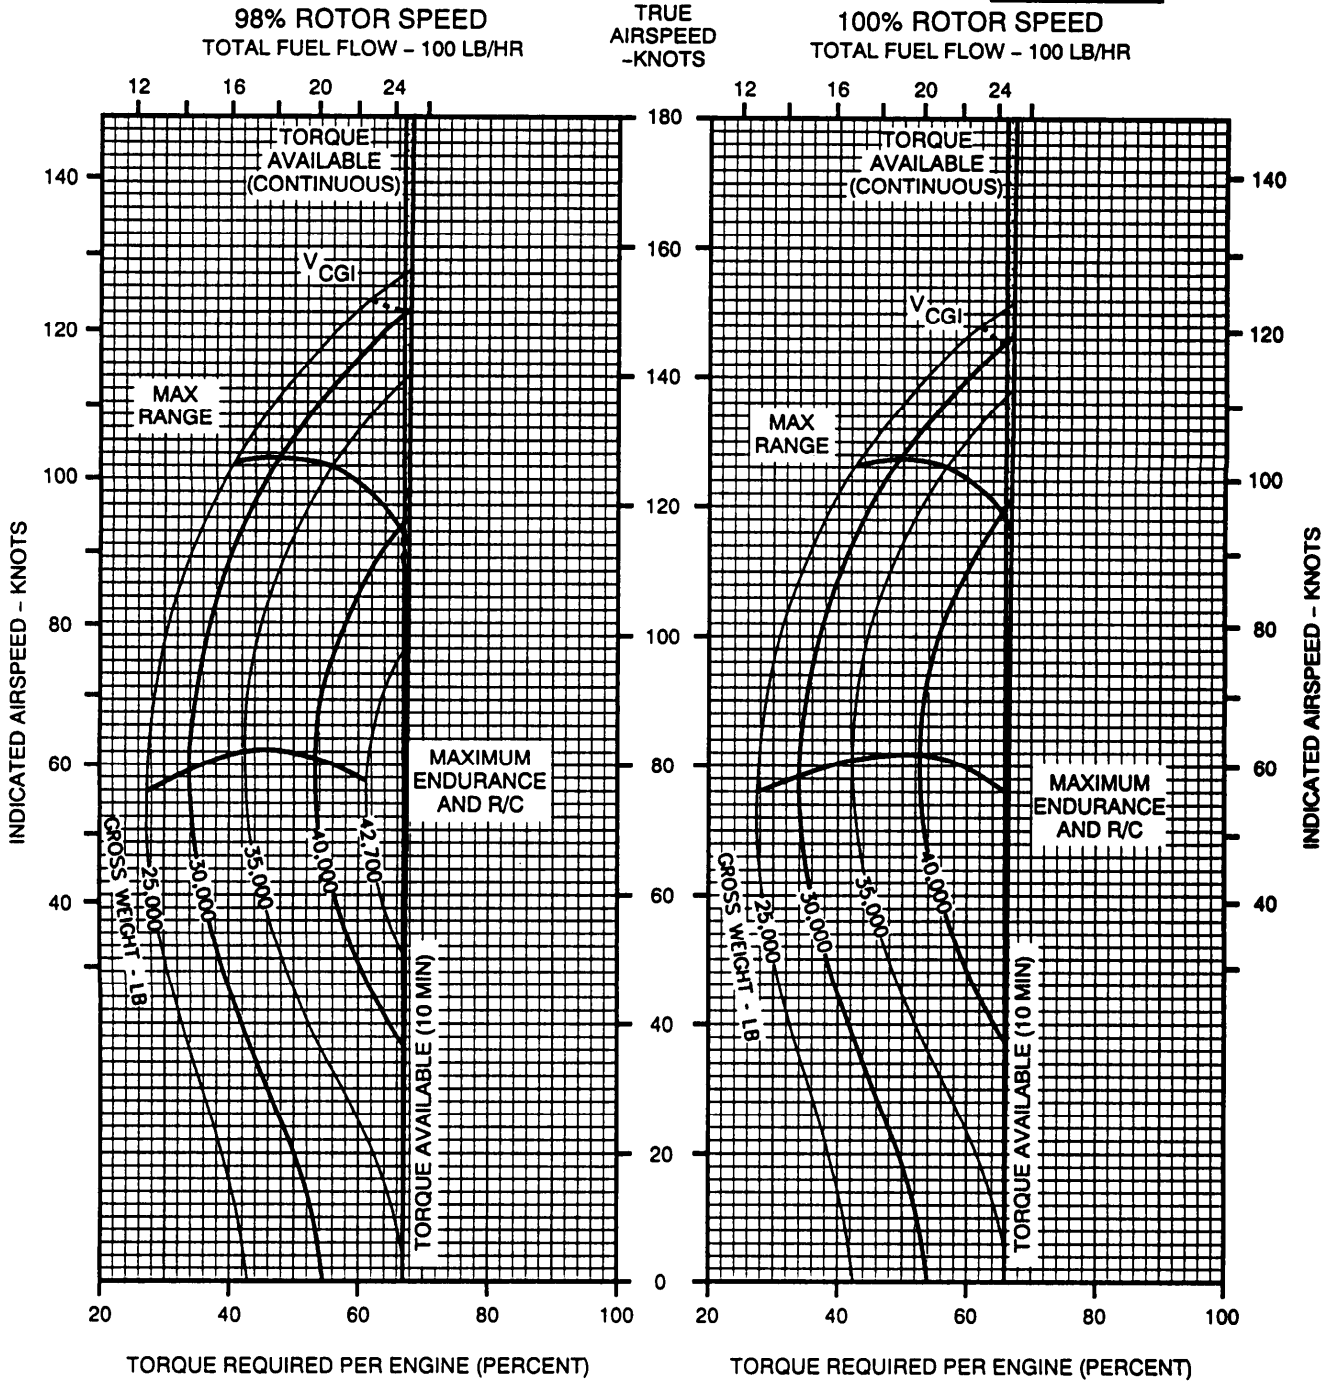 98% ROTOR SPEED
TOTAL FUEL FLOW – 100 LB/HR
12 16 20 24
TRUE
AIRSPEED
–KNOTS
100% ROTOR SPEED
TOTAL FUEL FLOW – 100 LB/HR
12 16 20 24
TORQUE
AVAILABLE
(CONTINUOUS)
VCGI
MAX
RANGE
MAXIMUM
ENDURANCE
AND R/C
GROSS WEIGHT - LB
25,000
30,000
35,000
40,000
42,700
TORQUE AVAILABLE (10 MIN)
INDICATED AIRSPEED – KNOTS
140
120
100
80
60
40
20 40 60 80 100
TORQUE REQUIRED PER ENGINE (PERCENT)
180
160
140
120
100
80
60
40
20
0
TORQUE
AVAILABLE
(CONTINUOUS)
VCGI
MAX
RANGE
MAXIMUM
ENDURANCE
AND R/C
GROSS WEIGHT - LB
25,000
30,000
35,000
40,000
TORQUE AVAILABLE (10 MIN)
140
120
100
80
60
40
INDICATED AIRSPEED – KNOTS
20 40 60 80 100
TORQUE REQUIRED PER ENGINE (PERCENT)